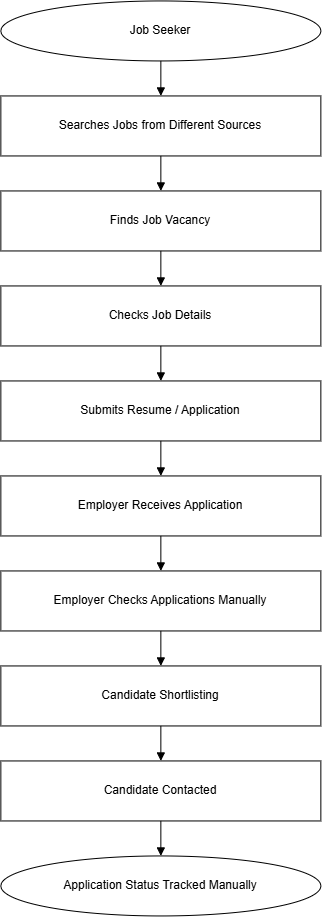 Job Seeker
Searches Jobs from Different Sources
Finds Job Vacancy
Checks Job Details
Submits Resume / Application
Employer Receives Application
Employer Checks Applications Manually
Candidate Shortlisting
Candidate Contacted
Application Status Tracked Manually